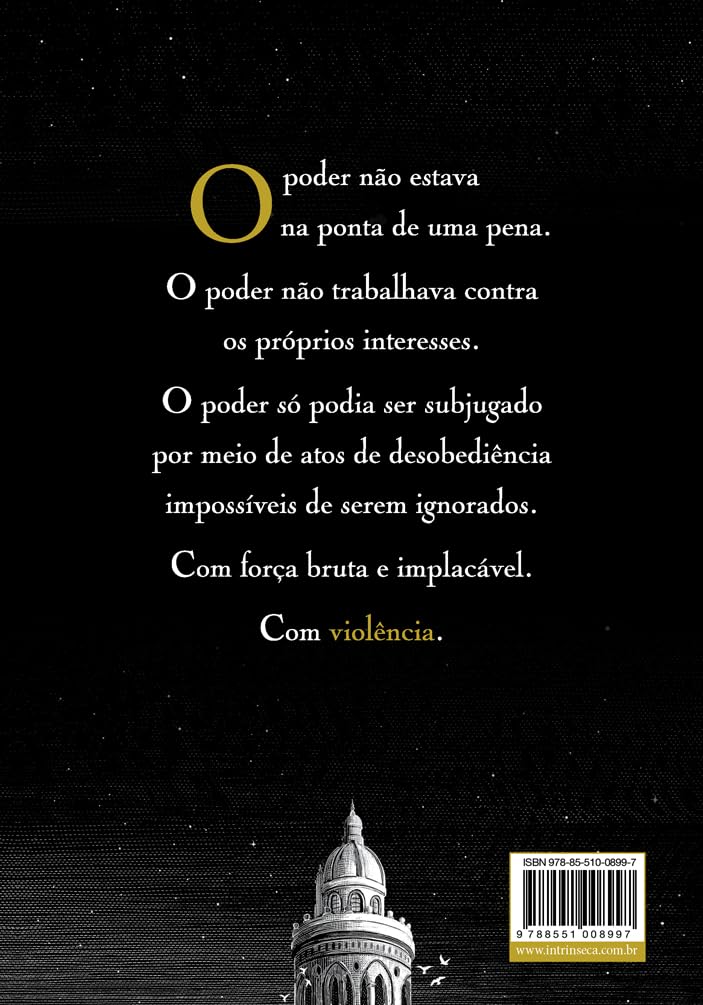 O poder não estava
na ponta de uma pena.
O poder não trabalhava contra
os próprios interesses.
O poder só podia ser subjugado
por meio de atos de desobediência
impossíveis de serem ignorados.
Com força bruta e implacável.
Com violência.
ISBN 978-85-510-0899-7
9 788551 008997
www.intrinseca.com.br